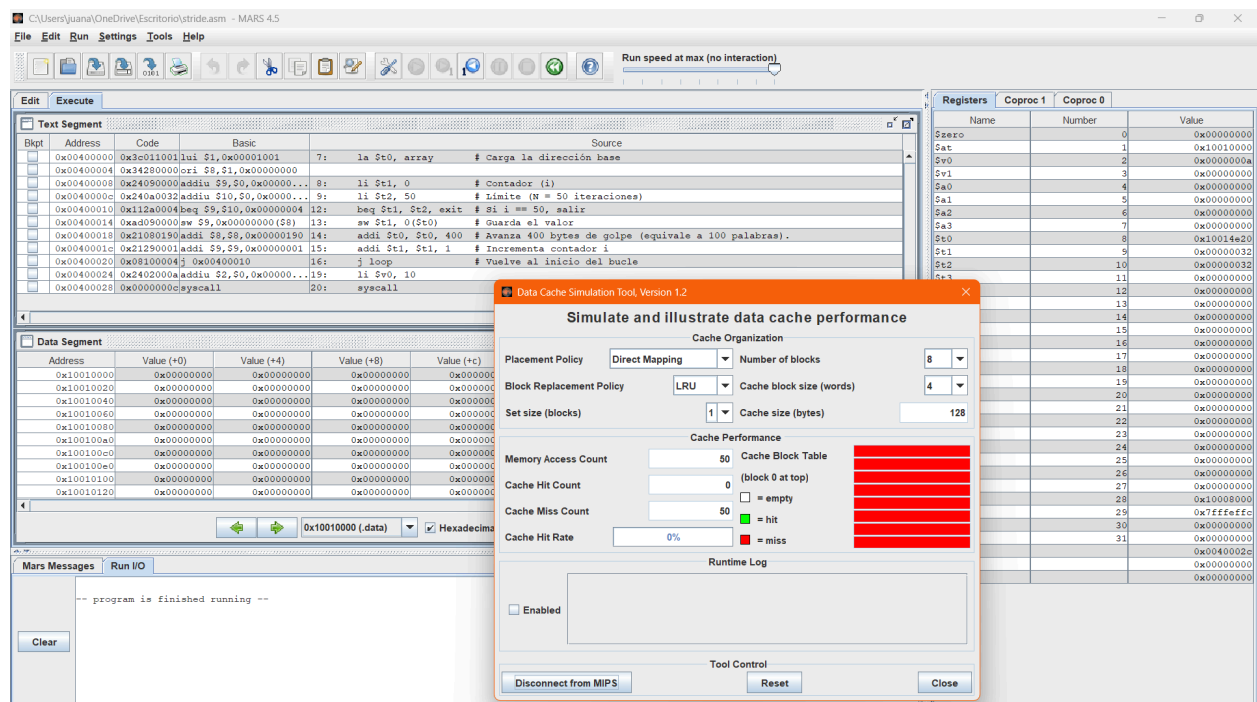 C:\Users\juana\OneDrive\Escritorio\stride.asm - MARS 4.5
File Edit Run Settings Tools Help
Run speed at max (no interaction)
Edit Execute
Text Segment
Bkpt Address Code Basic Source
0x00400000 0x3c011001 lui $1,0x00001001 7: la $t0, array # Carga la dirección base
0x00400004 0x34280000 ori $8,$1,0x00000000
0x00400008 0x24090000 addiu $9,$0,0x00000... 8: li $t1, 0 # Contador (i)
0x0040000c 0x240a0032 addiu $10,$0,0x0000... 9: li $t2, 50 # Limite (N = 50 iteraciones)
0x00400010 0x112a0004 beq $9,$10,0x00000004 12: beq $t1, $t2, exit # Si i == 50, salir
0x00400014 0xad090000 sw $9,0x00000000($8) 13: sw $t1, 0($t0) # Guarda el valor
0x00400018 0x21080190 addi $8,$8,0x00000190 14: addi $t0, $t0, 400 # Avanza 400 bytes de golpe (equivale a 100 palabras).
0x0040001c 0x21290001 addi $9,$9,0x00000001 15: addi $t1, $t1, 1 # Incrementa contador i
0x00400020 0x08100004 j 0x00400010 16: j loop # Vuelve al inicio del bucle
0x00400024 0x2402000a addiu $2,$0,0x00000... 19: li $v0, 10
0x00400028 0x0000000c syscall 20: syscall
Data Segment
Address Value (+0) Value (+4) Value (+8) Value (+c)
0x10010000 0x00000000 0x00000000 0x00000000 0x000000
0x10010020 0x00000000 0x00000000 0x00000000 0x000000
0x10010040 0x00000000 0x00000000 0x00000000 0x000000
0x10010060 0x00000000 0x00000000 0x00000000 0x000000
0x10010080 0x00000000 0x00000000 0x00000000 0x000000
0x100100a0 0x00000000 0x00000000 0x00000000 0x000000
0x100100c0 0x00000000 0x00000000 0x00000000 0x000000
0x100100e0 0x00000000 0x00000000 0x00000000 0x000000
0x10010100 0x00000000 0x00000000 0x00000000 0x000000
0x10010120 0x00000000 0x00000000 0x00000000 0x000000
0x10010000 (.data) Hexadecima
Mars Messages Run I/O
-- program is finished running --
Clear
Data Cache Simulation Tool, Version 1.2
Simulate and illustrate data cache performance
Cache Organization
Placement Policy Direct Mapping Number of blocks 8
Block Replacement Policy LRU Cache block size (words) 4
Set size (blocks) 1 Cache size (bytes) 128
Cache Performance
Memory Access Count 50 Cache Block Table
Cache Hit Count 0 (block 0 at top)
= empty
Cache Miss Count 50 = hit
Cache Hit Rate 0% = miss
Runtime Log
Enabled
Tool Control
Disconnect from MIPS Reset Close
Registers Coproc 1 Coproc 0
Name Number Value
$zero 0 0x00000000
$at 1 0x10010000
$v0 2 0x0000000a
$v1 3 0x00000000
$a0 4 0x00000000
$a1 5 0x00000000
$a2 6 0x00000000
$a3 7 0x00000000
$t0 8 0x10014e20
$t1 9 0x00000032
$t2 10 0x00000032
$t3 11 0x00000000
12 0x00000000
13 0x00000000
14 0x00000000
15 0x00000000
16 0x00000000
17 0x00000000
18 0x00000000
19 0x00000000
20 0x00000000
21 0x00000000
22 0x00000000
23 0x00000000
24 0x00000000
25 0x00000000
26 0x00000000
27 0x00000000
28 0x10008000
29 0x7fffeffc
30 0x00000000
31 0x00000000
0x0040002c
0x00000000
0x00000000